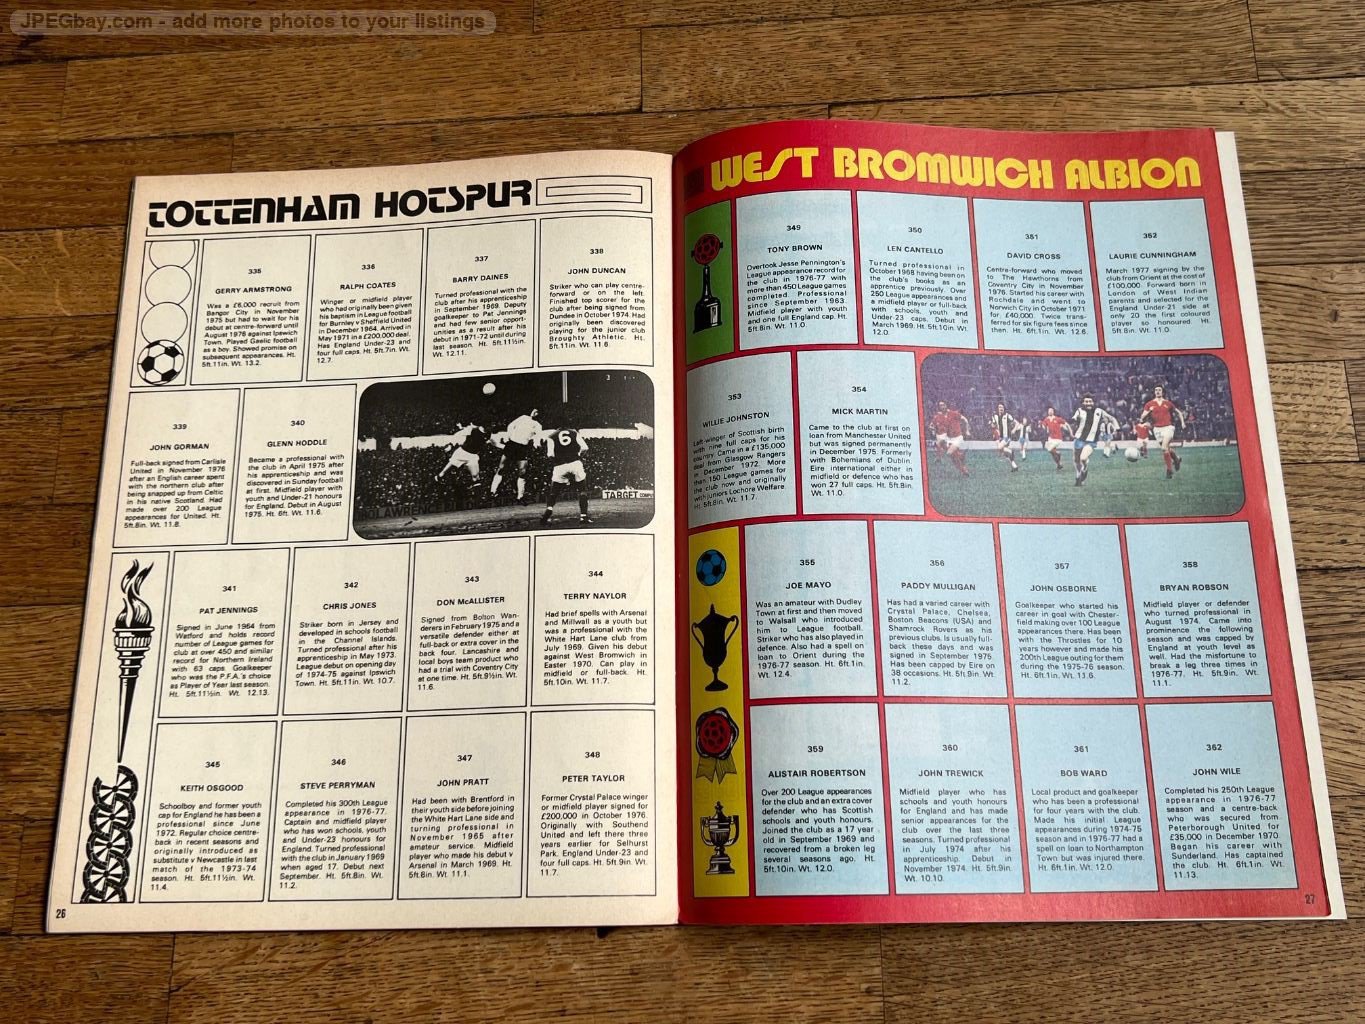 JPEGbay.com - add more photos to your listings
TOTTENHAM HOTSPUR
335
GERRY ARMSTRONG
Was a £6,000 recruit from
Bangor City in November
1975 but had to wait for his
debut at centre-forward until
August 1976 against Ipswich
Town. Played Gaelic football
as a boy. Showed promise on
subsequent appearances. Ht.
5ft.11in. Wt. 13.2.
336
RALPH COATES
Winger or midfield player
who had originally been given
his baptism in League football
for Burnley v Sheffield United
in December 1964. Arrived in
May 1971 in a £200,000 deal.
Has England Under-23 and
four full caps. Ht. 5ft.7in. Wt.
12.7.
337
BARRY DAINES
Turned professional with the
club after his apprenticeship
in September 1969. Deputy
goalkeeper to Pat Jennings
and had few senior opport-
unities as a result after his
debut in 1971-72 until during
last season. Ht. 5ft.11½in.
Wt. 12.11.
338
JOHN DUNCAN
Striker who can play centre-
forward or on the left.
Finished top scorer for the
club after being signed from
Dundee in October 1974. Had
originally been discovered
playing for the junior club
Broughty Athletic. Ht.
5ft.11in. Wt. 11.6.
339
JOHN GORMAN
Full-back signed from Carlisle
United in November 1976
after an English career spent
with the northern club after
being snapped up from Celtic
in his native Scotland. Had
made over 200 League
appearances for United. Ht.
5ft.8in. Wt. 11.8.
340
GLENN HODDLE
Became a professional with
the club in April 1975 after
his apprenticeship and was
discovered in Sunday football
at first. Midfield player with
youth and Under-21 honours
for England. Debut in August
1975. Ht. 6ft. Wt. 11.6.
6
TARGET
LAWRENCE
341
PAT JENNINGS
Signed in June 1964 from
Watford and holds record
number of League games for
club at over 450 and similar
record for Northern Ireland
with 63 caps. Goalkeeper
who was the P.F.A.'s choice
as Player of Year last season.
Ht. 5ft.11½in. Wt. 12.13.
342
CHRIS JONES
Striker born in Jersey and
developed in schools football
in the Channel Islands.
Turned professional after his
apprenticeship in May 1973.
League debut on opening day
of 1974-75 against Ipswich
Town. Ht. 5ft.11in. Wt. 10.7.
343
DON McALLISTER
Signed from Bolton Wan-
derers in February 1975 and a
versatile defender either at
full-back or extra cover in the
back four. Lancashire and
local boys team product who
had a trial with Coventry City
at one time. Ht. 5ft.9½in. Wt.
11.6.
344
TERRY NAYLOR
Had brief spells with Arsenal
and Millwall as a youth but
was a professional with the
White Hart Lane club from
July 1969. Given his debut
against West Bromwich in
Easter 1970. Can play in
midfield or full-back. Ht.
5ft.10in. Wt. 11.7.
345
KEITH OSGOOD
Schoolboy and former youth
cap for England he has been a
professional since June
1972. Regular choice centre-
back in recent seasons and
originally introduced as
substitute v Newcastle in last
match of the 1973-74
season. Ht. 5ft.11½in. Wt.
11.4.
346
STEVE PERRYMAN
Completed his 300th League
appearance in 1976-77.
Captain and midfield player
who has won schools, youth
and Under-23 honours for
England. Turned professional
with the club in January 1969
when aged 17. Debut next
September. Ht. 5ft.8in. Wt.
11.2.
347
JOHN PRATT
Had been with Brentford in
their youth side before joining
the White Hart Lane side and
turning professional in
November 1965 after
amateur service. Midfield
player who made his debut v
Arsenal in March 1969. Ht.
5ft.8in. Wt. 11.1.
348
PETER TAYLOR
Former Crystal Palace winger
or midfield player signed for
£200,000 in October 1976.
Originally with Southend
United and left there three
years earlier for Selhurst
Park. England Under-23 and
four full caps. Ht. 5ft.9in. Wt.
11.7.
26
WEST BROMWICH ALBION
349
TONY BROWN
Overtook Jesse Pennington's
League appearance record for
the club in 1976-77 with
more than 450 League games
completed. Professional
since September 1963.
Midfield player with youth
and one full England cap. Ht.
5ft.8in. Wt. 11.0.
350
LEN CANTELLO
Turned professional in
October 1968 having been on
the club's books as an
apprentice previously. Over
250 League appearances and
a midfield player or full-back
with schools, youth and
Under-23 caps. Debut in
March 1969. Ht. 5ft.10in. Wt.
12.0.
351
DAVID CROSS
Centre-forward who moved
to The Hawthorns from
Coventry City in November
1976. Started his career with
Rochdale and went to
Norwich City in October 1971
for £40,000. Twice trans-
ferred for six figure fees since
then. Ht. 6ft.1in. Wt. 12.6.
352
LAURIE CUNNINGHAM
March 1977 signing by the
club from Orient at the cost of
£100,000. Forward born in
London of West Indian
parents and selected for the
England Under-21 side at
only 20 the first coloured
player so honoured. Ht.
5ft.8in. Wt. 11.0.
353
WILLIE JOHNSTON
Left-winger of Scottish birth
with nine full caps for his
country. Came in a £135,000
deal from Glasgow Rangers
in December 1972. More
than 150 League games for
the club now and originally
with juniors Lochore Welfare.
Ht. 5ft.8in. Wt. 11.7.
354
MICK MARTIN
Came to the club at first on
loan from Manchester United
but was signed permanently
in December 1975. Formerly
with Bohemians of Dublin.
Eire international either in
midfield or defence who has
won 27 full caps. Ht. 5ft.8in.
Wt. 11.0.
355
JOE MAYO
Was an amateur with Dudley
Town at first and then moved
to Walsall who introduced
him to League football.
Striker who has also played in
defence. Also had a spell on
loan to Orient during the
1976-77 season. Ht. 6ft.1in.
Wt. 12.4.
356
PADDY MULLIGAN
Has had a varied career with
Crystal Palace, Chelsea,
Boston Beacons (USA) and
Shamrock Rovers as his
previous clubs. Is usually full-
back these days and was
signed in September 1975.
Has been capped by Eire on
38 occasions. Ht. 5ft.9in. Wt.
11.2.
357
JOHN OSBORNE
Goalkeeper who started his
career in goal with Chester-
field making over 100 League
appearances there. Has been
with the Throstles for 10
years however and made his
200th League outing for them
during the 1975-76 season.
Ht. 6ft.1in. Wt. 11.6.
358
BRYAN ROBSON
Midfield player or defender
who turned professional in
August 1974. Came into
prominence the following
season and was capped by
England at youth level as
well. Had the misfortune to
break a leg three times in
1976-77. Ht. 5ft.9in. Wt.
11.1.
359
ALISTAIR ROBERTSON
Over 200 League appearances
for the club and an extra cover
defender who has Scottish
schools and youth honours.
Joined the club as a 17 year
old in September 1969 and
recovered from a broken leg
several seasons ago. Ht.
5ft.10in. Wt. 12.0.
360
JOHN TREWICK
Midfield player who has
schools and youth honours
for England and has made
senior appearances for the
club over the last three
seasons. Turned professional
in July 1974 after his
apprenticeship. Debut in
November 1974. Ht. 5ft.9in.
Wt. 10.10.
361
BOB WARD
Local product and goalkeeper
who has been a professional
for four years with the club.
Made his initial League
appearances during 1974-75
season and in 1976-77 had a
spell on loan to Northampton
Town but was injured there.
Ht. 6ft.1in. Wt. 12.0.
362
JOHN WILE
Completed his 250th League
appearance in 1976-77
season and a centre-back
who was secured from
Peterborough United for
£35,000 in December 1970.
Began his career with
Sunderland. Has captained
the club. Ht. 6ft.1in. Wt.
11.13.
27